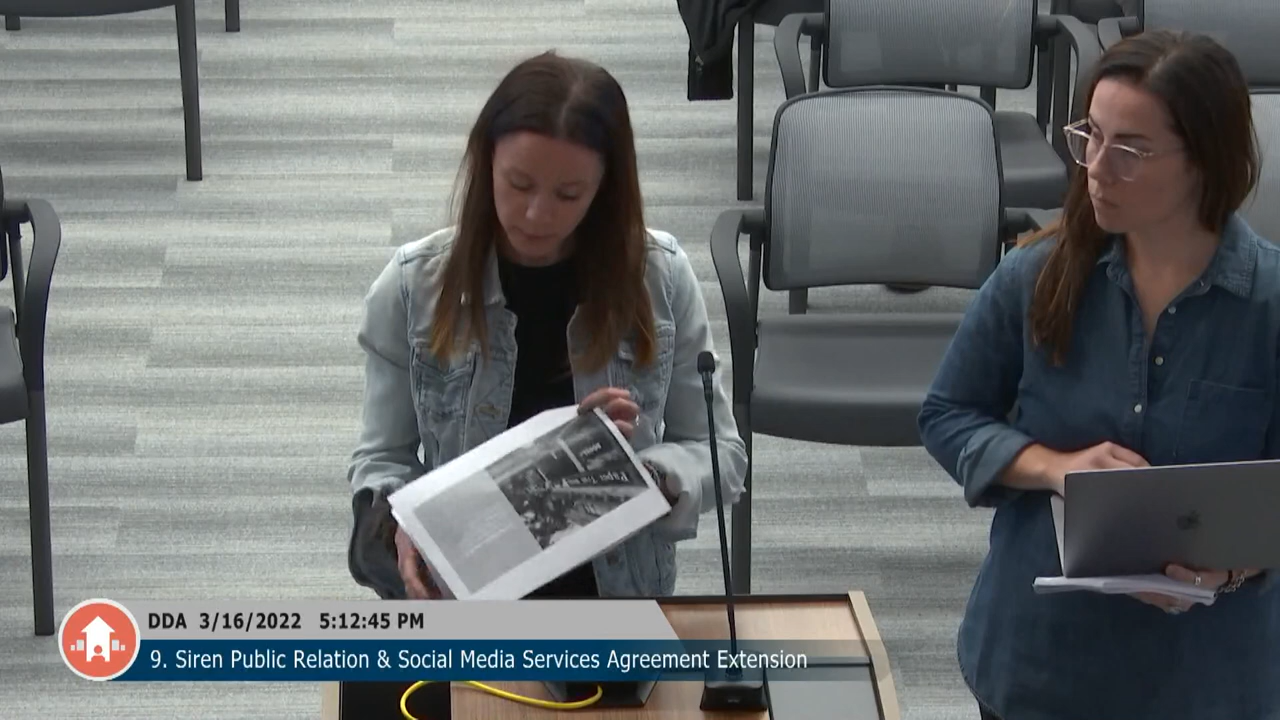 DDA 3/16/2022 5:12:45 PM
9. Siren Public Relation & Social Media Services Agreement Extension